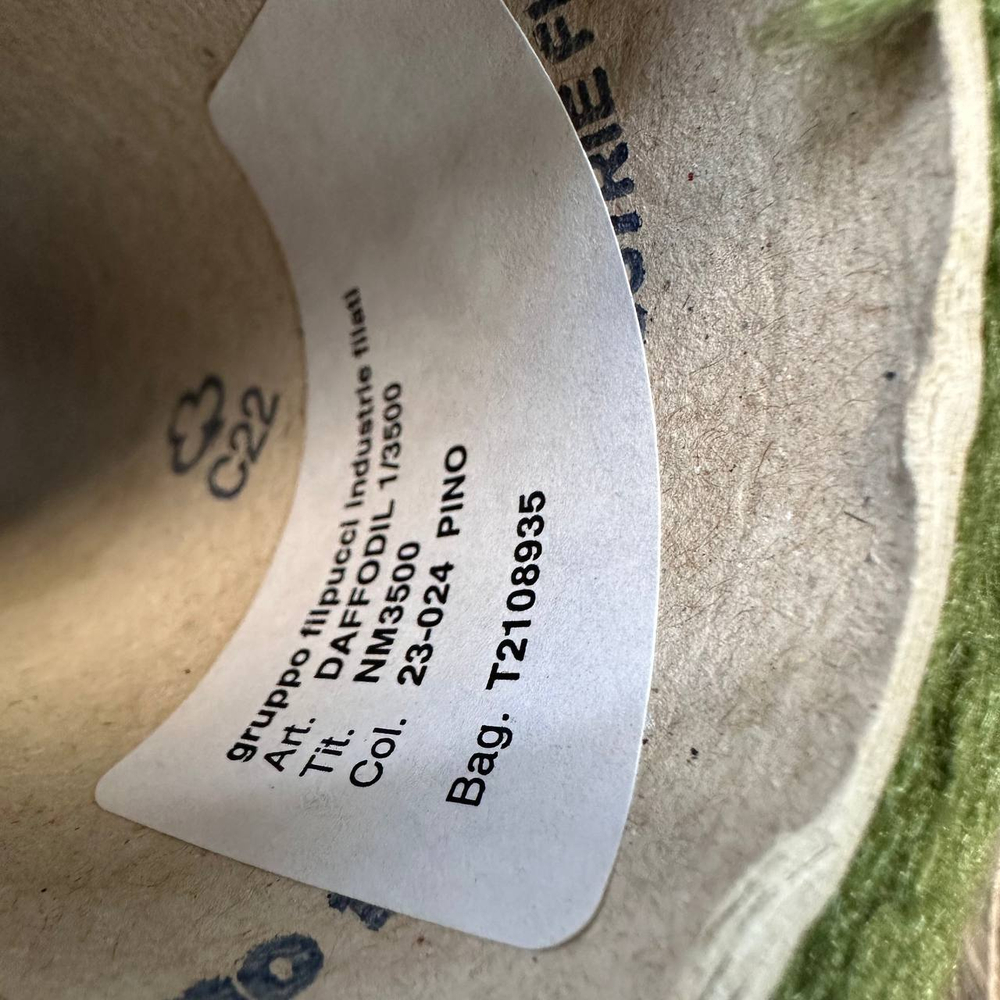 gruppo filpucci industrie filati
Art. DAFFODIL 1/3500
Tit. NM3500
Col. 23-024 PINO
Bag. T2108935
C22